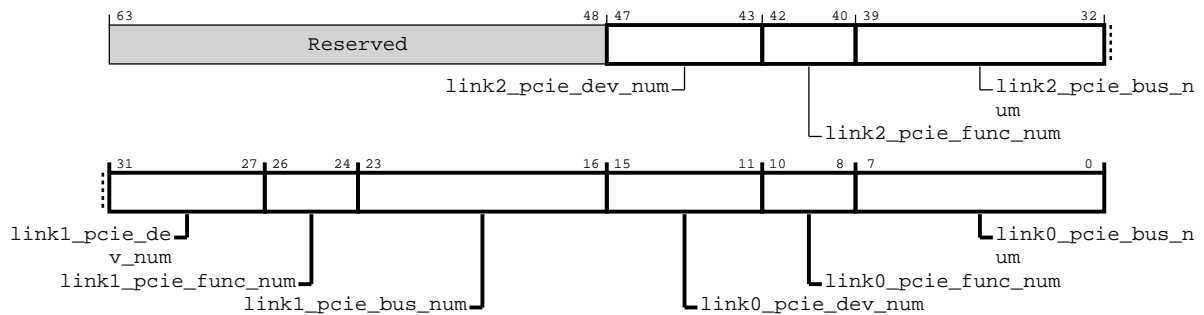 63 48 47 43 42 40 39 32
Reserved
link2_pcie_dev_num
link2_pcie_bus_n
um
link2_pcie_func_num
31 27 26 24 23 16 15 11 10 8 7 0
link1_pcie_de
v_num
link0_pcie_bus_n
um
link1_pcie_func_num
link0_pcie_func_num
link1_pcie_bus_num
link0_pcie_dev_num